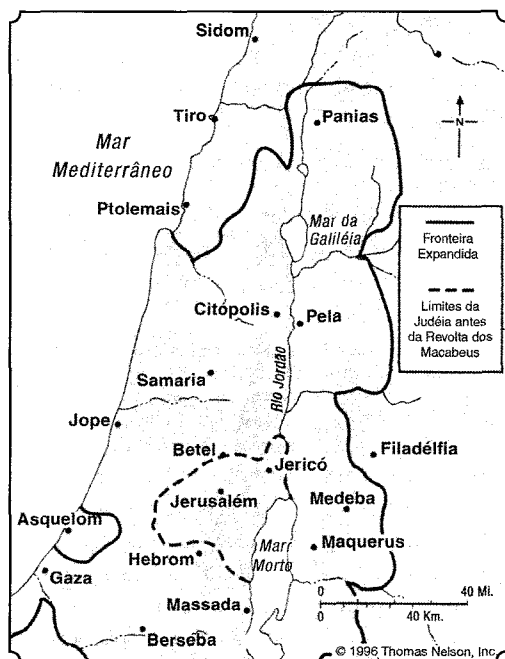 Sidom
Tiro
Panias
Mar
Mediterrâneo
N
Ptolemais
Mar da
Galiléia
Fronteira
Expandida
Limites da
Judéia antes
da Revolta dos
Macabeus
Citópolis
Pela
Rio Jordão
Samaria
Jope
Betel
Jericó
Filadélfia
Jerusalém
Medeba
Asquelom
Hebrom
Mar
Morto
Maquerus
Gaza
Massada
0
40 Mi.
0
40 Km.
Berseba
© 1996 Thomas Nelson, Inc.